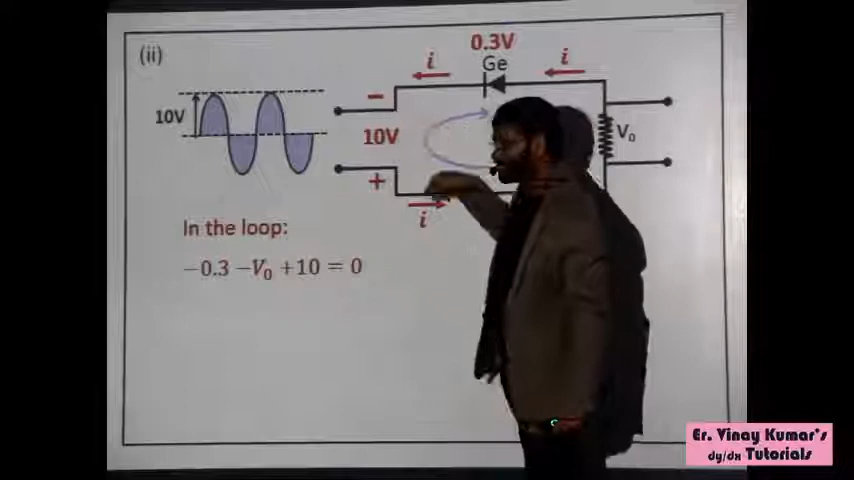 (ii)
0.3V
Ge
i
i
−
10V
10V
V₀
+
i
In the loop:
−0.3 −V₀ +10 = 0
Er. Vinay Kumar's
dy/dx Tutorials